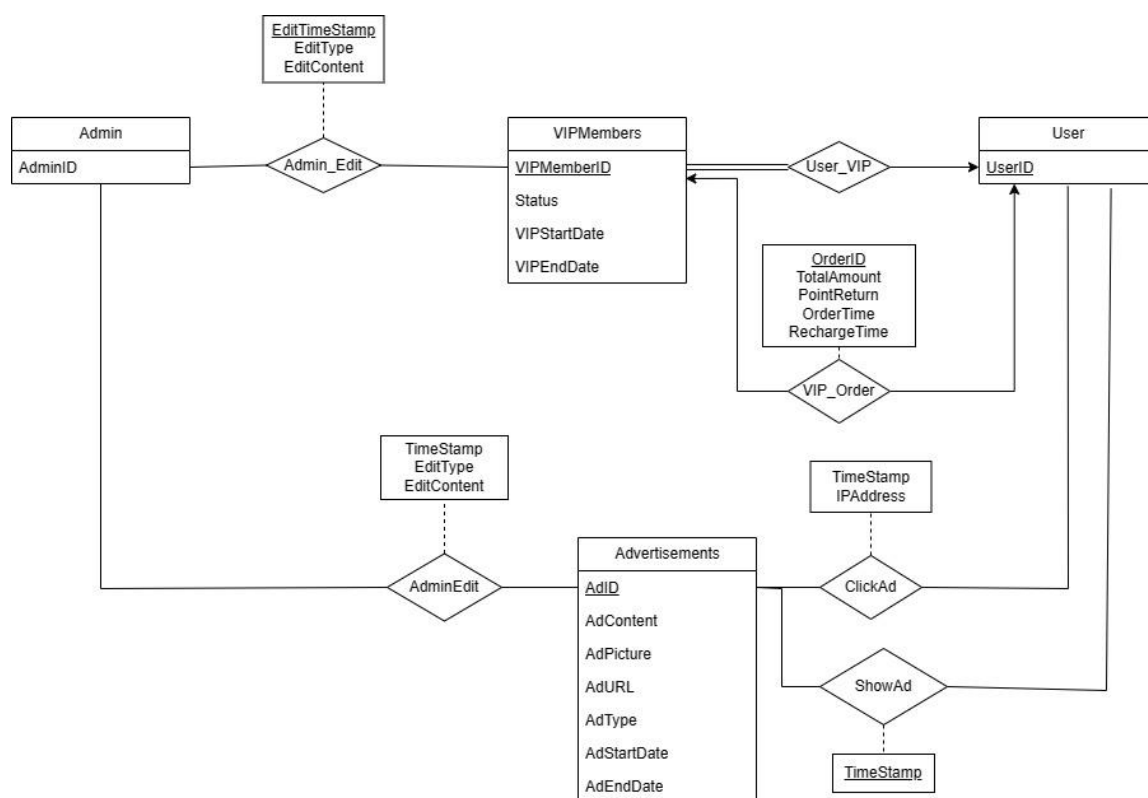 EditTimeStamp
EditType
EditContent
Admin
AdminID
Admin_Edit
VIPMembers
VIPMemberID
Status
VIPStartDate
VIPEndDate
User_VIP
User
UserID
OrderID
TotalAmount
PointReturn
OrderTime
RechargeTime
VIP_Order
TimeStamp
EditType
EditContent
AdminEdit
Advertisements
AdID
AdContent
AdPicture
AdURL
AdType
AdStartDate
AdEndDate
TimeStamp
IPAddress
ClickAd
ShowAd
TimeStamp